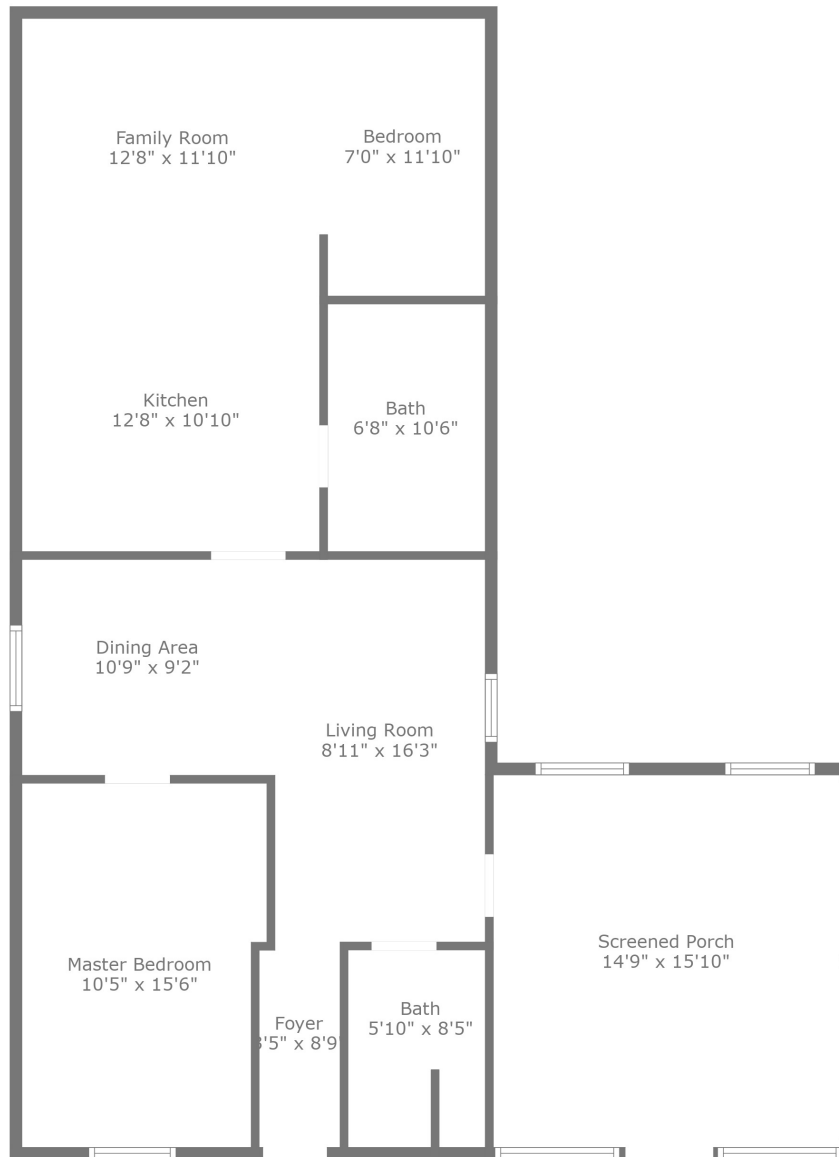 Family Room
12'8" x 11'10"
Bedroom
7'0" x 11'10"
Kitchen
12'8" x 10'10"
Bath
6'8" x 10'6"
Dining Area
10'9" x 9'2"
Living Room
8'11" x 16'3"
Master Bedroom
10'5" x 15'6"
Foyer
x 8'9
Bath
5'10" x 8'5"
Screened Porch
14'9" x 15'10"